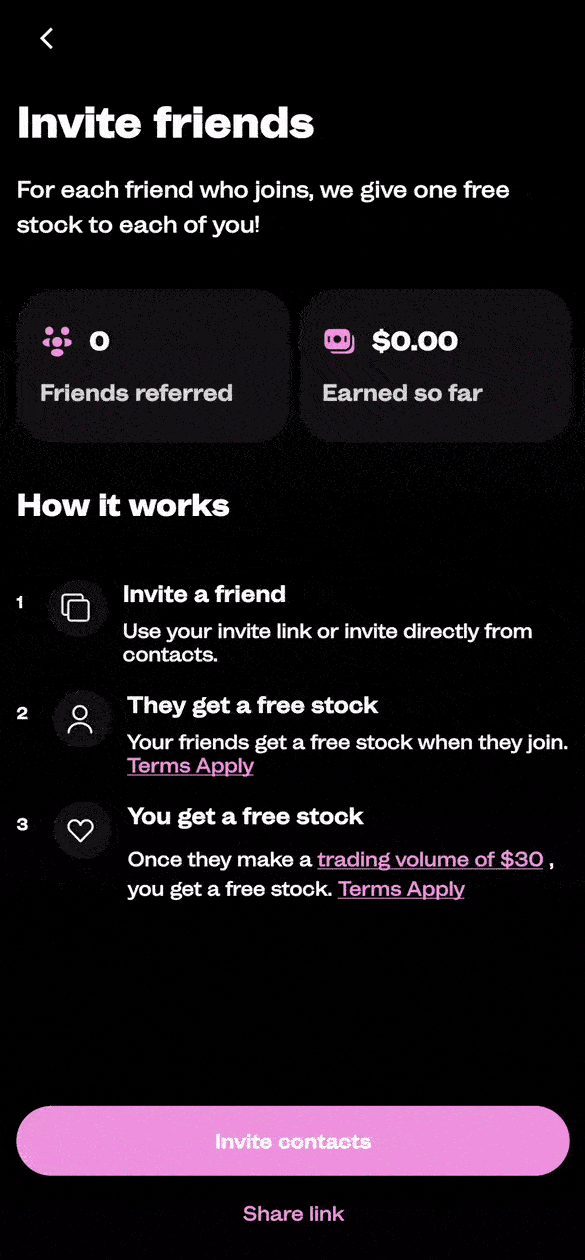 Invite friends
For each friend who joins, we give one free
stock to each of you!
0
Friends referred
$0.00
Earned so far
How it works
1
Invite a friend
Use your invite link or invite directly from
contacts.
2
They get a free stock
Your friends get a free stock when they join.
Terms Apply
3
You get a free stock
Once they make a trading volume of $30 ,
you get a free stock. Terms Apply
Invite contacts
Share link